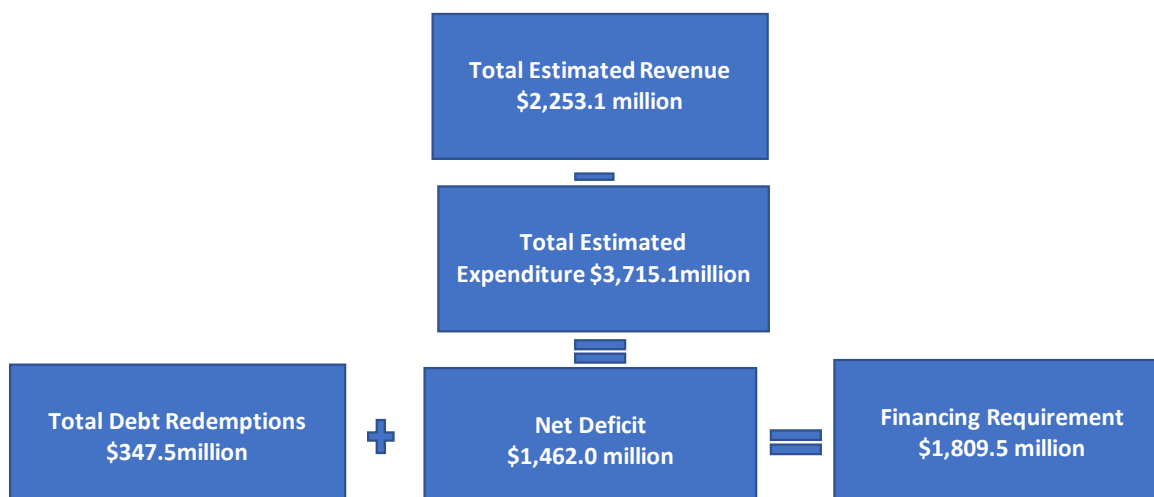 Total Estimated Revenue
$2,253.1 million
Total Estimated
Expenditure $3,715.1million
Total Debt Redemptions
$347.5million
Net Deficit
$1,462.0 million
Financing Requirement
$1,809.5 million